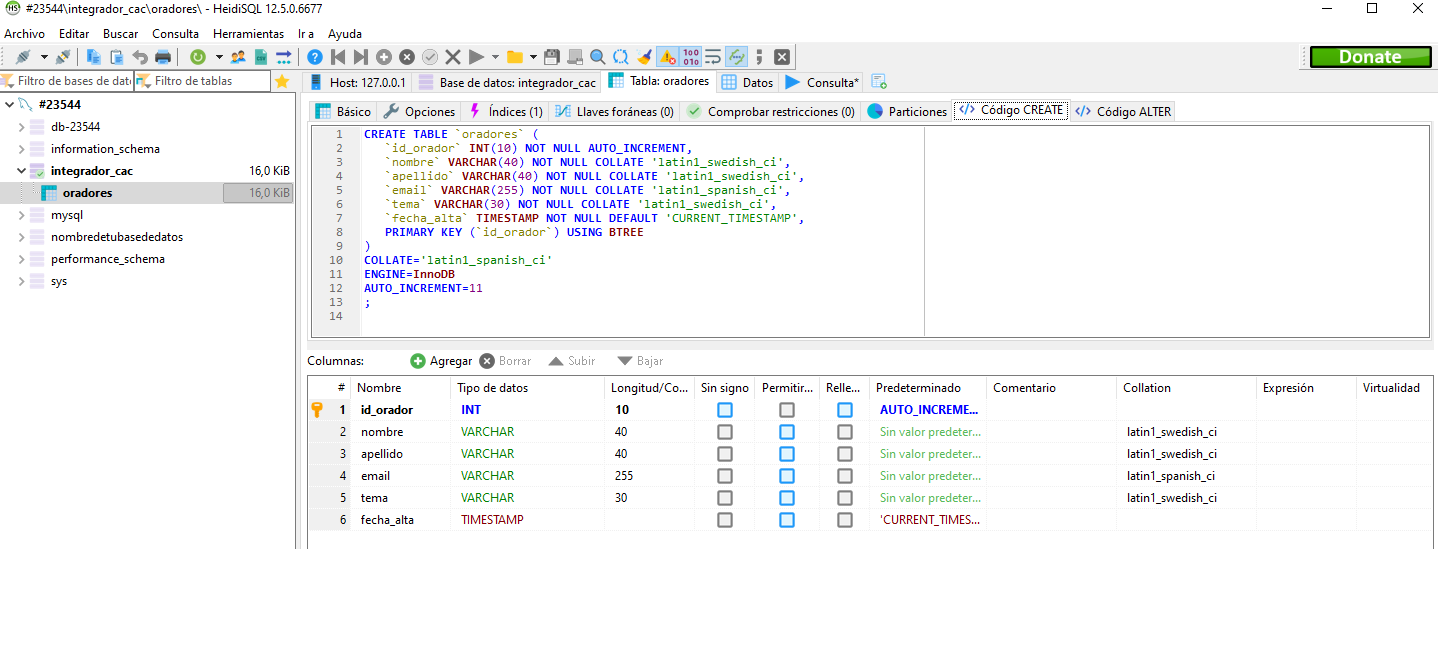 #23544\integrador_cac\oradores\ - HeidiSQL 12.5.0.6677
Archivo Editar Buscar Consulta Herramientas Ir a Ayuda
Donate
Filtro de bases de dat Filtro de tablas
Host: 127.0.0.1 Base de datos: integrador_cac Tabla: oradores Datos Consulta*
#23544
db-23544
information_schema
integrador_cac 16,0 KiB
oradores 16,0 KiB
mysql
nombredetubasededatos
performance_schema
sys
Básico Opciones Índices (1) Llaves foráneas (0) Comprobar restricciones (0) Particiones Código CREATE Código ALTER
1 CREATE TABLE `oradores` (
2 `id_orador` INT(10) NOT NULL AUTO_INCREMENT,
3 `nombre` VARCHAR(40) NOT NULL COLLATE 'latin1_swedish_ci',
4 `apellido` VARCHAR(40) NOT NULL COLLATE 'latin1_swedish_ci',
5 `email` VARCHAR(255) NOT NULL COLLATE 'latin1_spanish_ci',
6 `tema` VARCHAR(30) NOT NULL COLLATE 'latin1_swedish_ci',
7 `fecha_alta` TIMESTAMP NOT NULL DEFAULT 'CURRENT_TIMESTAMP',
8 PRIMARY KEY (`id_orador`) USING BTREE
9 )
10 COLLATE='latin1_spanish_ci'
11 ENGINE=InnoDB
12 AUTO_INCREMENT=11
13 ;
14
Columnas: Agregar Borrar Subir Bajar
# Nombre Tipo de datos Longitud/Co... Sin signo Permitir... Relle... Predeterminado Comentario Collation Expresión Virtualidad
1 id_orador INT 10 AUTO_INCREME...
2 nombre VARCHAR 40 Sin valor predeter... latin1_swedish_ci
3 apellido VARCHAR 40 Sin valor predeter... latin1_swedish_ci
4 email VARCHAR 255 Sin valor predeter... latin1_spanish_ci
5 tema VARCHAR 30 Sin valor predeter... latin1_swedish_ci
6 fecha_alta TIMESTAMP 'CURRENT_TIMES...